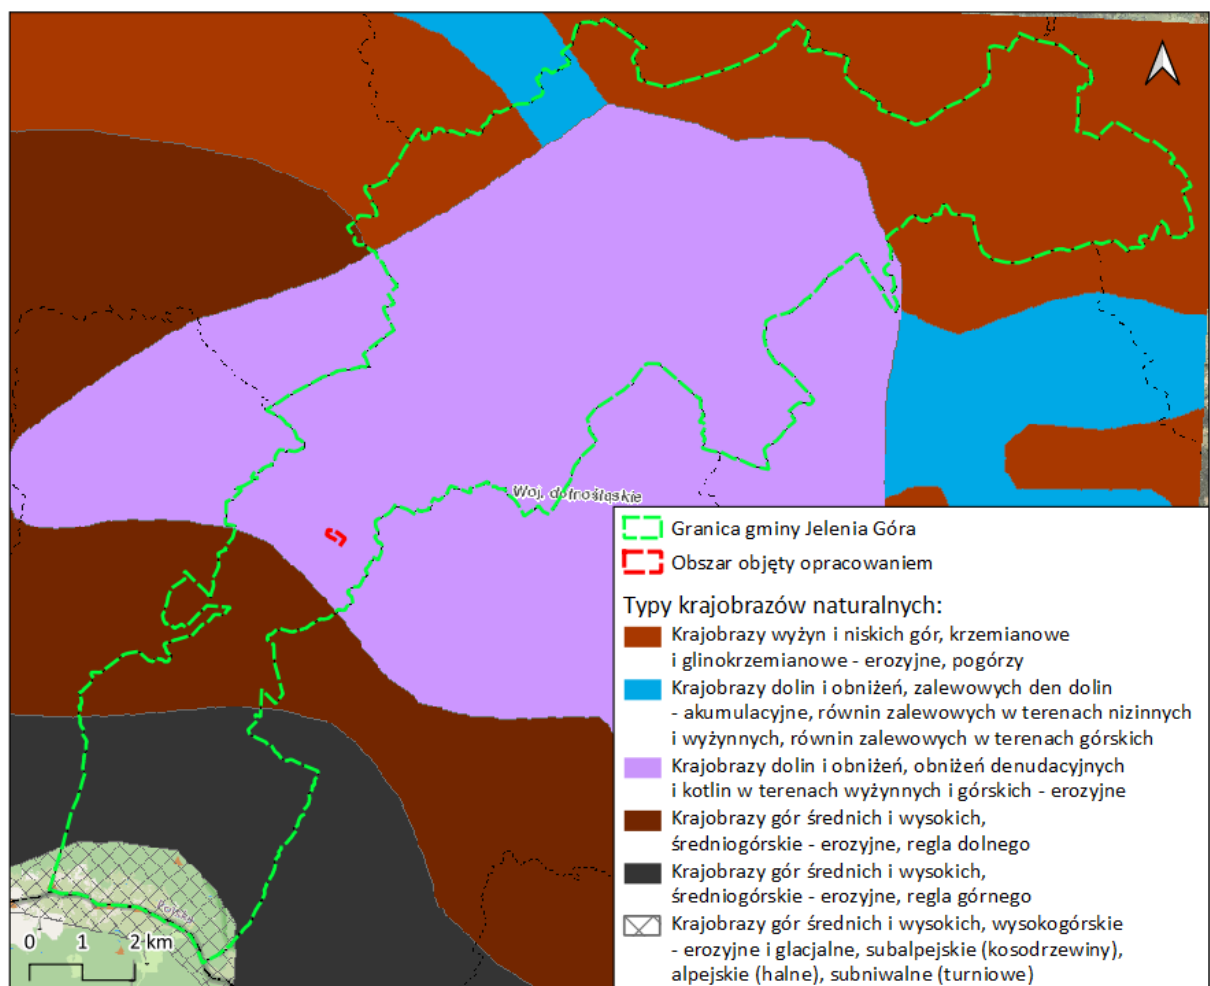 Woj. dolnośląskie
Granica gminy Jelenia Góra
Obszar objęty opracowaniem
Typy krajobrazów naturalnych:
Krajobrazy wyżyn i niskich gór, krzemianowe
i glinokrzemianowe - erozyjne, pogórzy
Krajobrazy dolin i obniżeń, zalewowych den dolin
- akumulacyjne, równin zalewowych w terenach nizinnych
i wyżynnych, równin zalewowych w terenach górskich
Krajobrazy dolin i obniżeń, obniżeń denudacyjnych
i kotlin w terenach wyżynnych i górskich - erozyjne
Krajobrazy gór średnich i wysokich,
średniogórskie - erozyjne, regla dolnego
Krajobrazy gór średnich i wysokich,
średniogórskie - erozyjne, regla górnego
Krajobrazy gór średnich i wysokich, wysokogórskie
- erozyjne i glacjalne, subalpejskie (kosodrzewiny),
alpejskie (halne), subniwalne (turniowe)
0 1 2 km